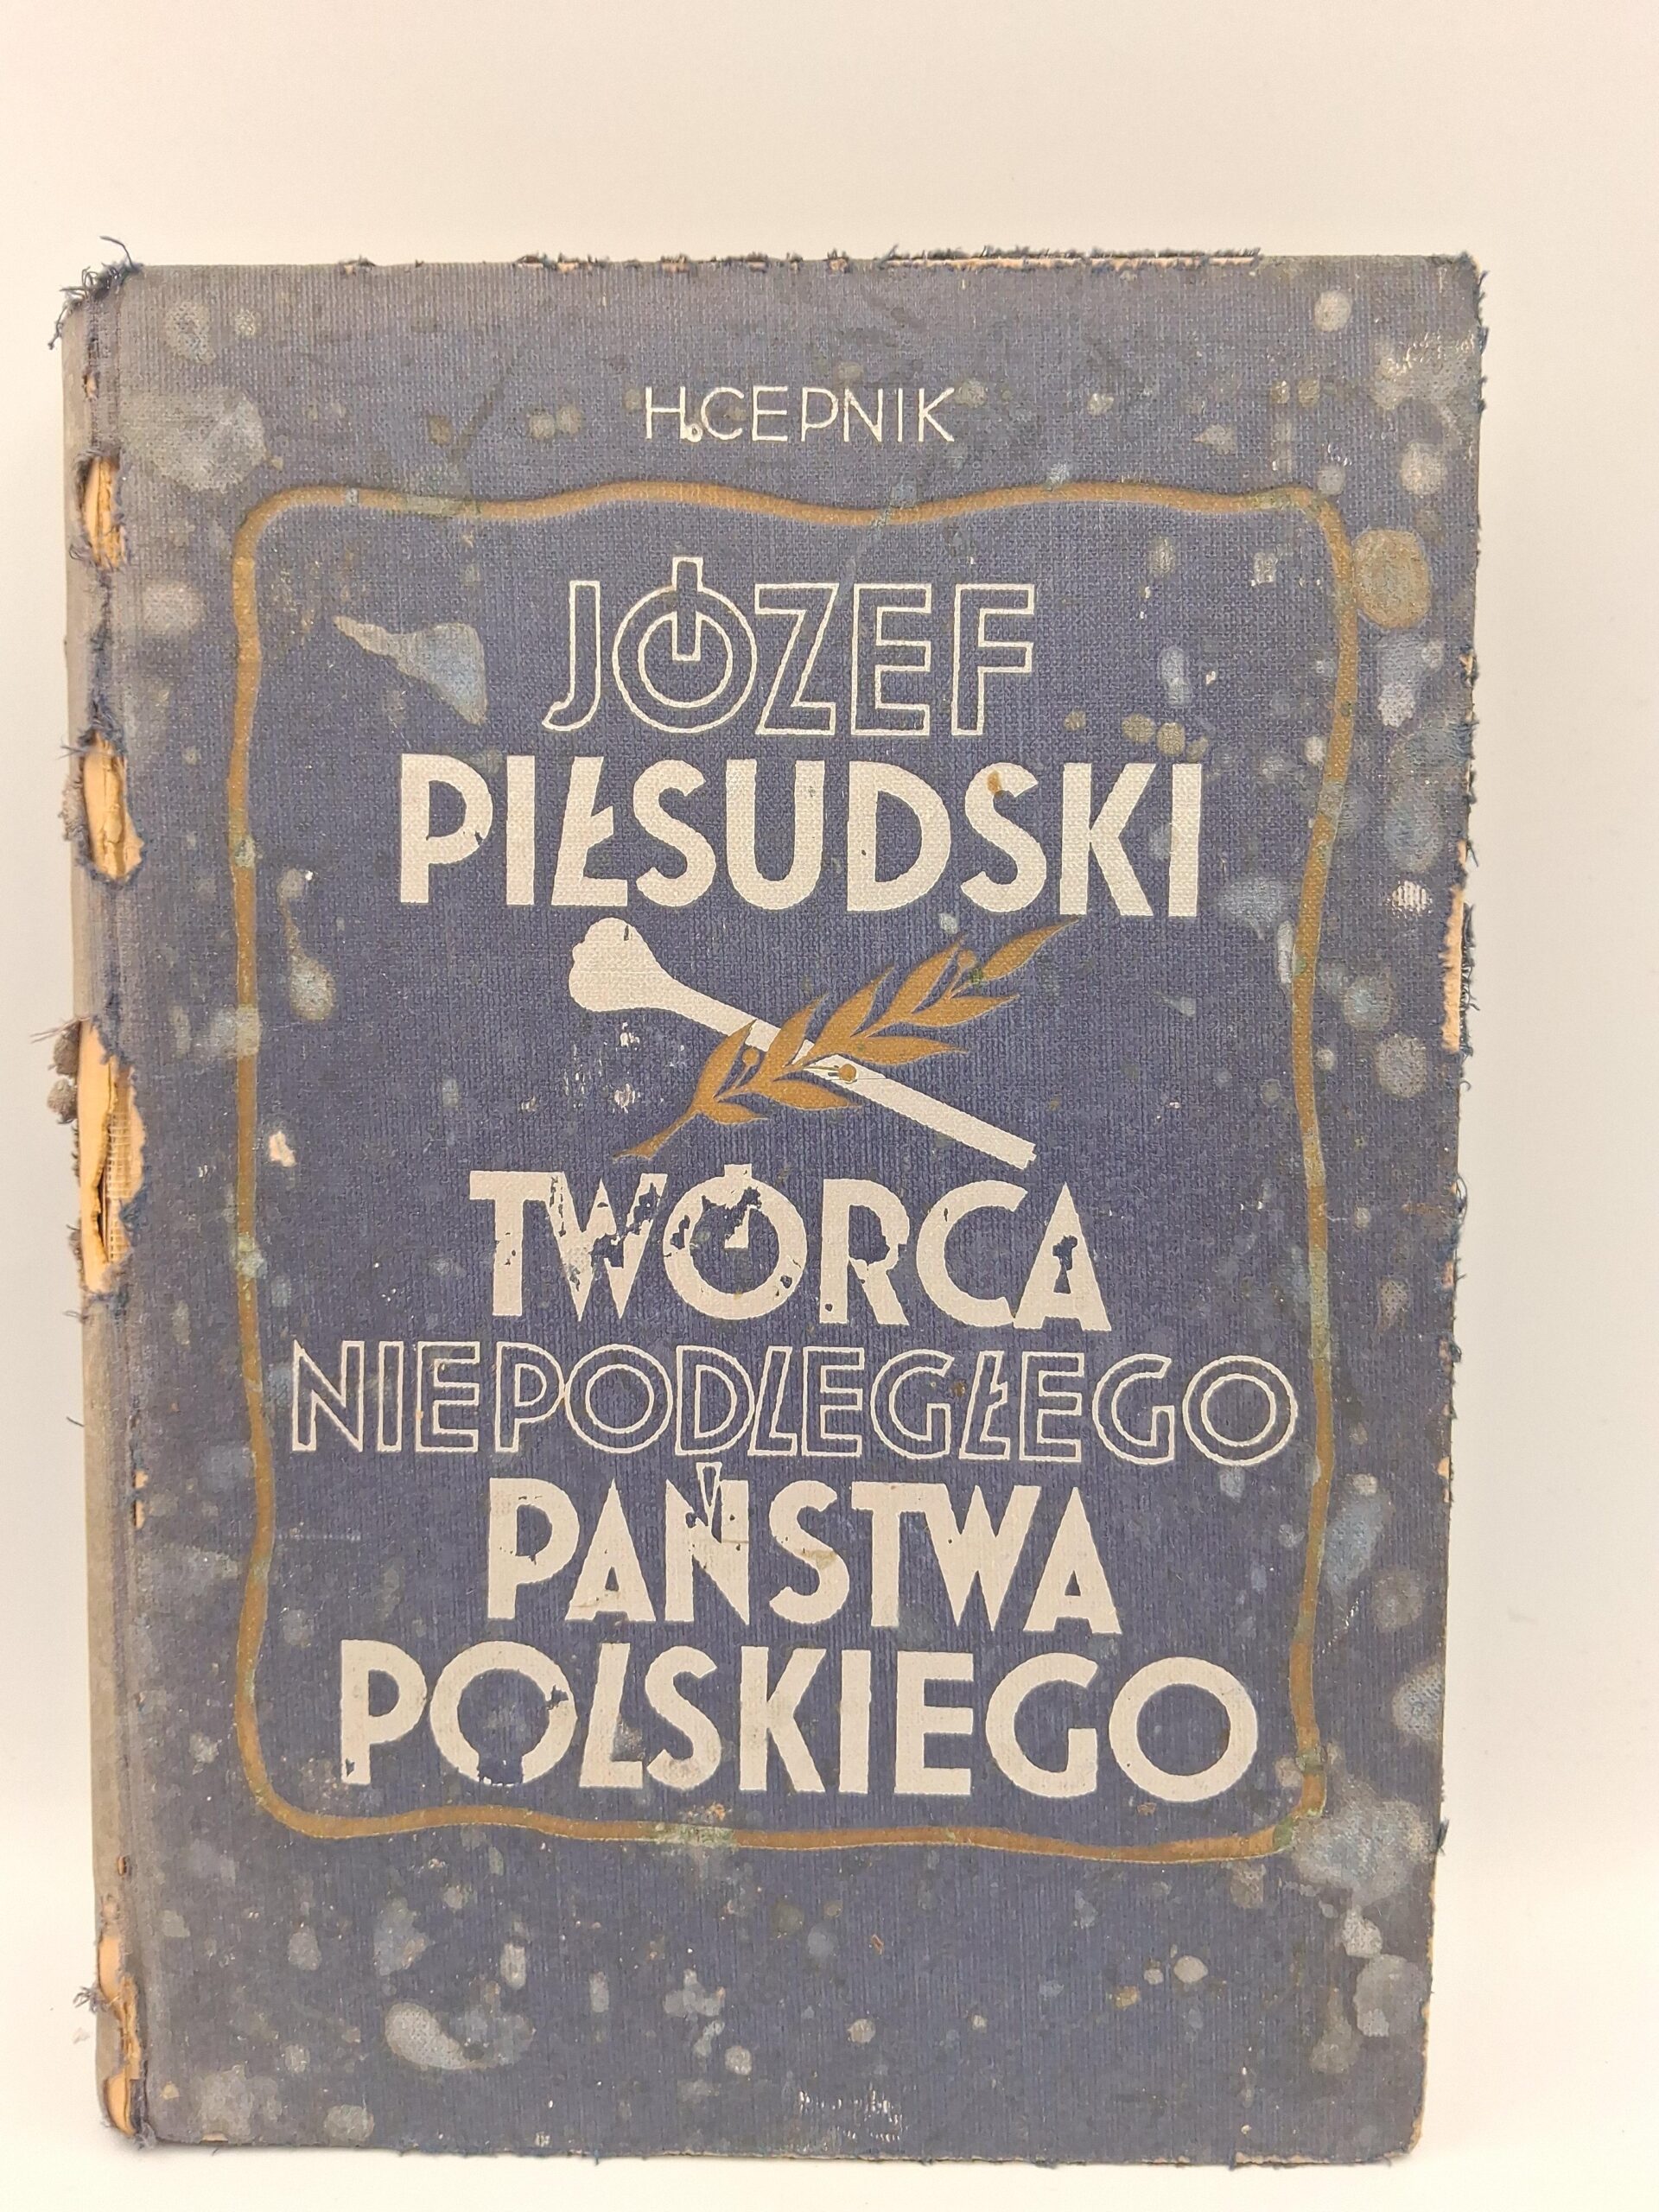 H. CEPNIK
JÓZEF
PIŁSUDSKI
TWÓRCA
NIEPODLEGŁEGO
PAŃSTWA
POLSKIEGO